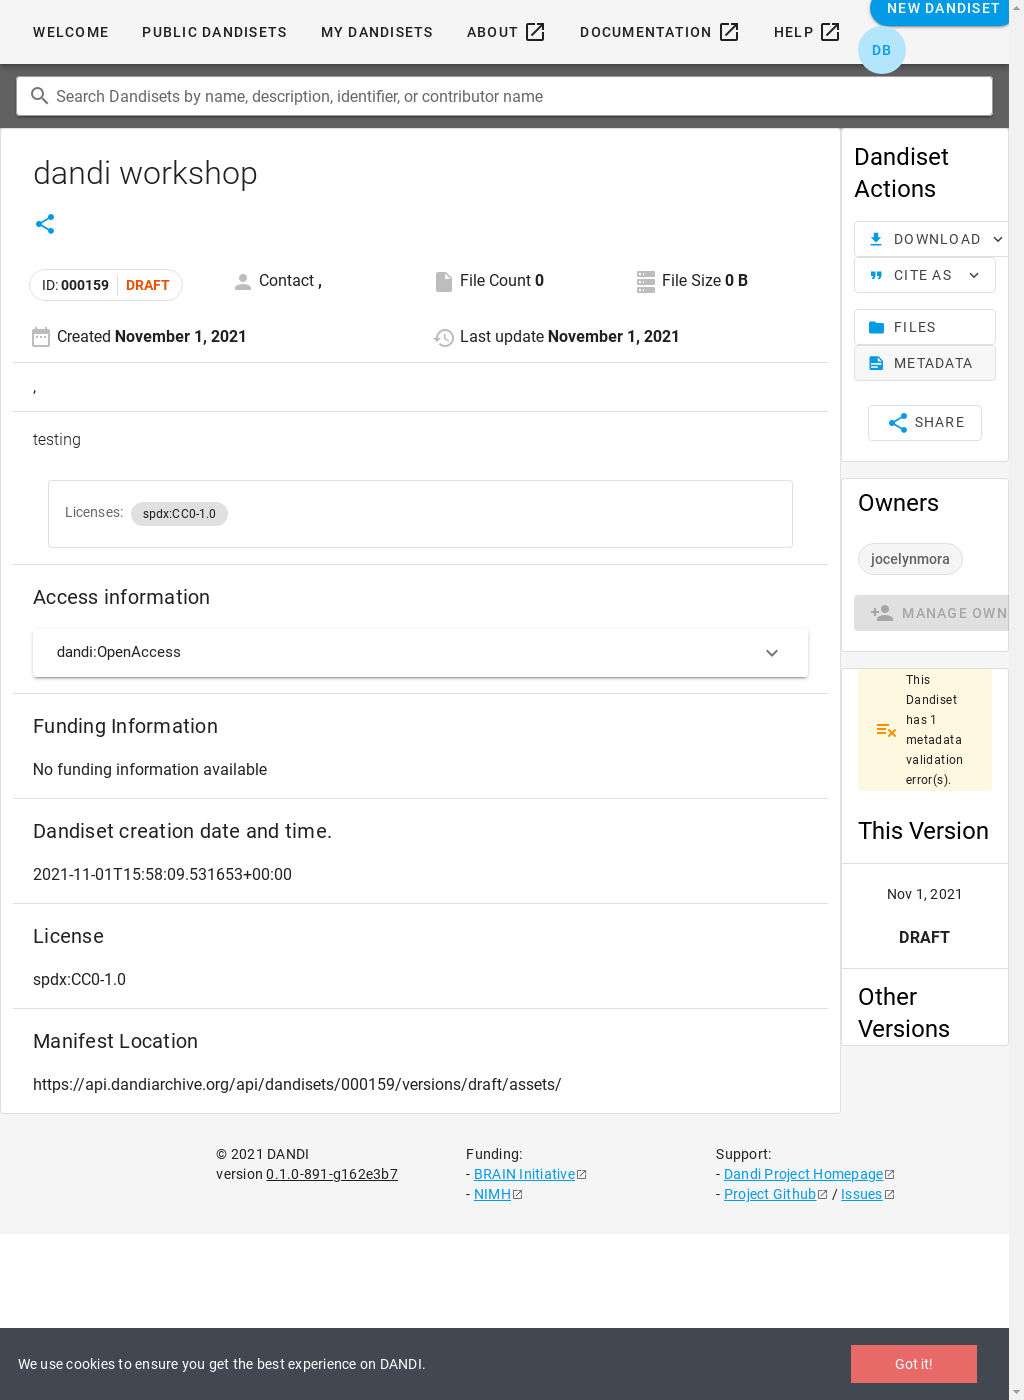 NEW DANDISET
WELCOME PUBLIC DANDISETS MY DANDISETS ABOUT DOCUMENTATION HELP
DB
Search Dandisets by name, description, identifier, or contributor name
dandi workshop
ID: 000159 DRAFT
Contact ,
File Count 0
File Size 0 B
Created November 1, 2021
Last update November 1, 2021
,
testing
Licenses: spdx:CC0-1.0
Access information
dandi:OpenAccess
Funding Information
No funding information available
Dandiset creation date and time.
2021-11-01T15:58:09.531653+00:00
License
spdx:CC0-1.0
Manifest Location
https://api.dandiarchive.org/api/dandisets/000159/versions/draft/assets/
Dandiset
Actions
DOWNLOAD
CITE AS
FILES
METADATA
SHARE
Owners
jocelynmora
MANAGE OWN
This
Dandiset
has 1
metadata
validation
error(s).
This Version
Nov 1, 2021
DRAFT
Other
Versions
© 2021 DANDI
version 0.1.0-891-g162e3b7
Funding:
- BRAIN Initiative
- NIMH
Support:
- Dandi Project Homepage
- Project Github / Issues
We use cookies to ensure you get the best experience on DANDI.
Got it!